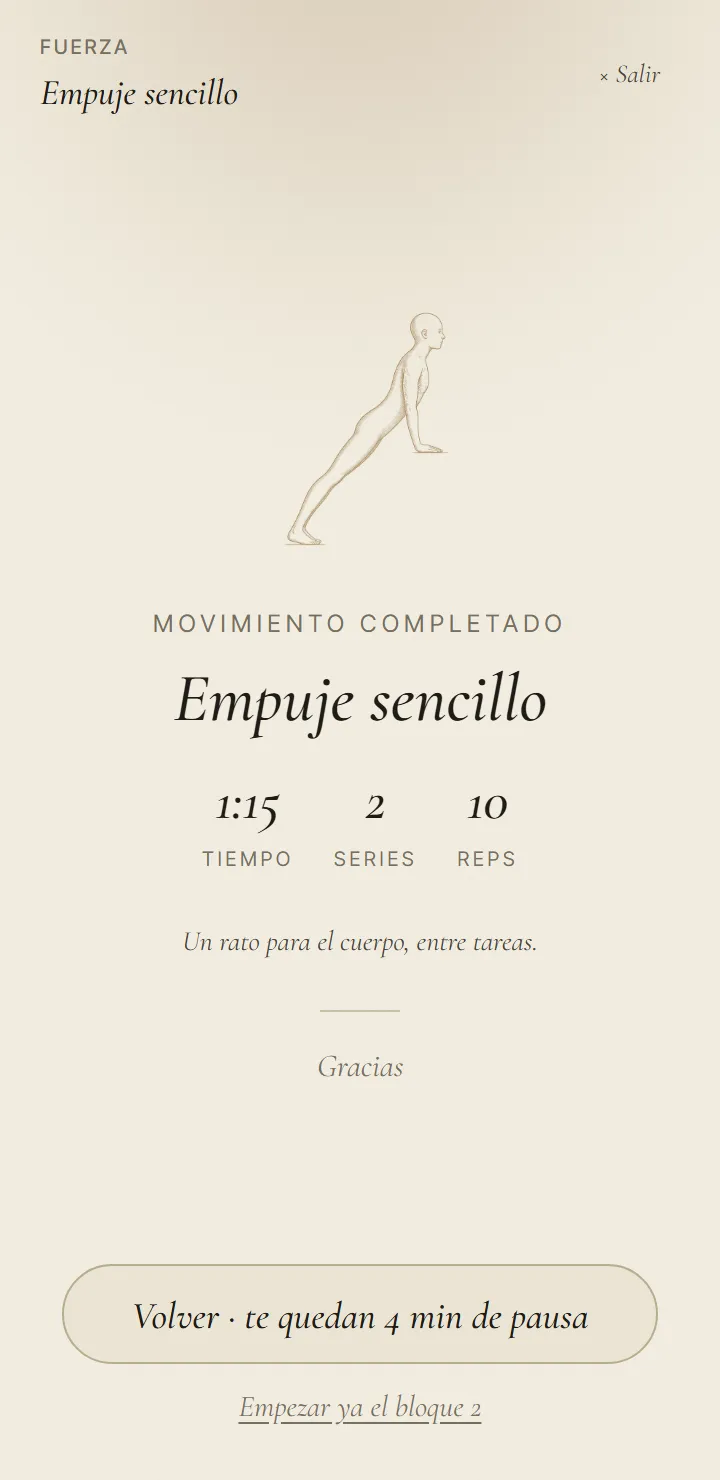 FUERZA
Empuje sencillo
× Salir
MOVIMIENTO COMPLETADO
Empuje sencillo
1:15 2 10
TIEMPO SERIES REPS
Un rato para el cuerpo, entre tareas.
Gracias
Volver · te quedan 4 min de pausa
Empezar ya el bloque 2